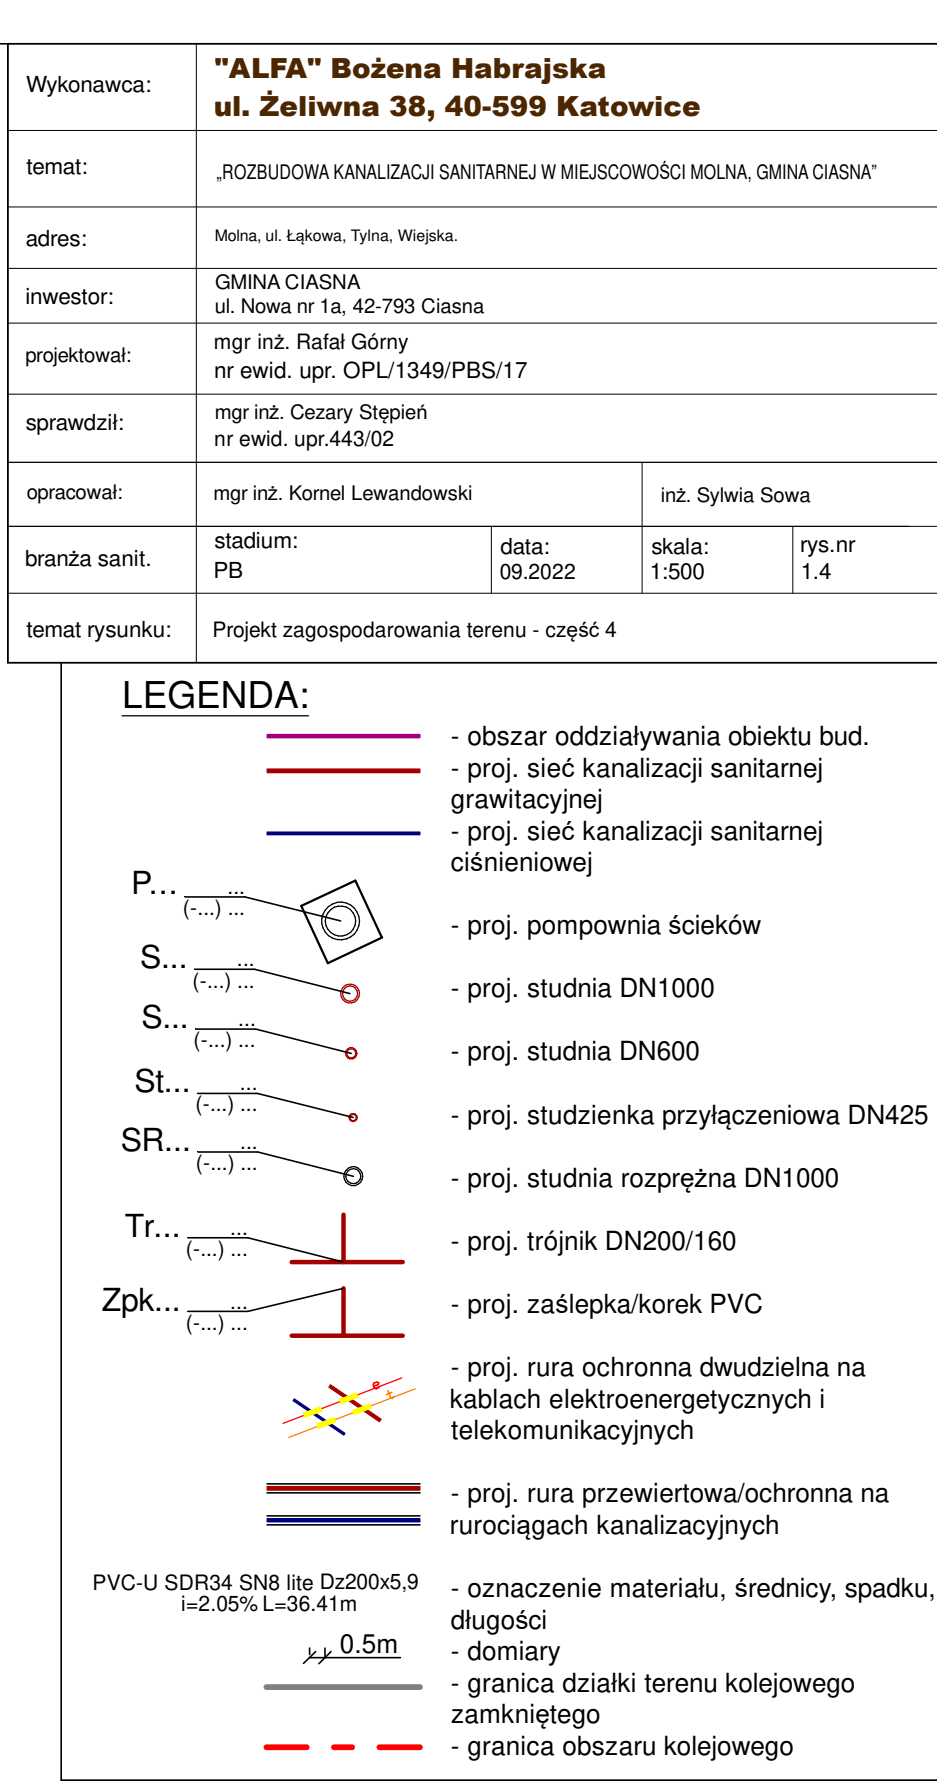 Wykonawca:
"ALFA" Bożena Habrajska
ul. Żeliwna 38, 40-599 Katowice
temat:
„ROZBUDOWA KANALIZACJI SANITARNEJ W MIEJSCOWOŚCI MOLNA, GMINA CIASNA”
adres:
Molna, ul. Łąkowa, Tylna, Wiejska.
inwestor:
GMINA CIASNA
ul. Nowa nr 1a, 42-793 Ciasna
projektował:
mgr inż. Rafał Górny
nr ewid. upr. OPL/1349/PBS/17
sprawdził:
mgr inż. Cezary Stępień
nr ewid. upr.443/02
opracował:
mgr inż. Kornel Lewandowski
inż. Sylwia Sowa
branża sanit.
stadium:
PB
data:
09.2022
skala:
1:500
rys.nr
1.4
temat rysunku:
Projekt zagospodarowania terenu - część 4
LEGENDA:
- obszar oddziaływania obiektu bud.
- proj. sieć kanalizacji sanitarnej
grawitacyjnej
- proj. sieć kanalizacji sanitarnej
ciśnieniowej
P... ...
(-...) ...
- proj. pompownia ścieków
S... ...
(-...) ...
- proj. studnia DN1000
S... ...
(-...) ...
- proj. studnia DN600
St... ...
(-...) ...
- proj. studzienka przyłączeniowa DN425
SR... ...
(-...) ...
- proj. studnia rozprężna DN1000
Tr... ...
(-...) ...
- proj. trójnik DN200/160
Zpk... ...
(-...) ...
- proj. zaślepka/korek PVC
e
t
- proj. rura ochronna dwudzielna na
kablach elektroenergetycznych i
telekomunikacyjnych
- proj. rura przewiertowa/ochronna na
rurociągach kanalizacyjnych
PVC-U SDR34 SN8 lite Dz200x5,9
i=2.05% L=36.41m
- oznaczenie materiału, średnicy, spadku,
długości
0.5m
- domiary
- granica działki terenu kolejowego
zamkniętego
- granica obszaru kolejowego